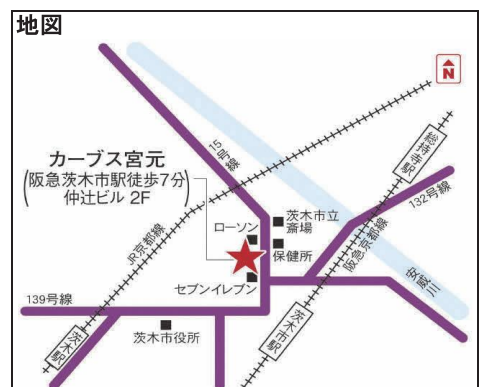 地図
N
15号線
総持寺駅
カーブス宮元
(阪急茨木市駅徒歩7分
仲辻ビル 2F)
132号線
茨木市立
斎場
ローソン
保健所
JR京都線
阪急京都線
安威川
セブンイレブン
139号線
茨木駅
茨木市役所
茨木市駅